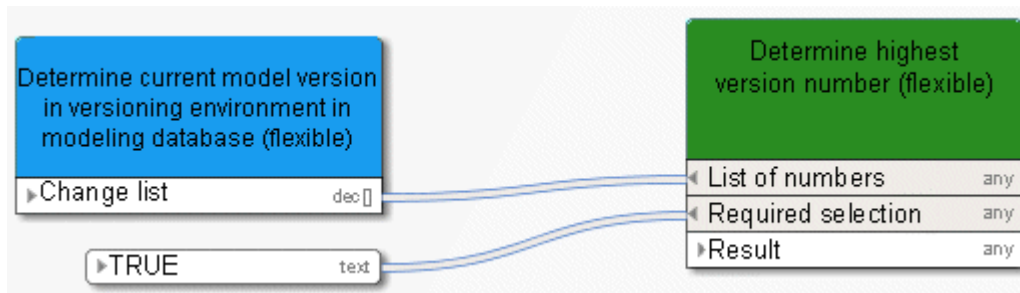 Determine current model version
in versioning environment in
modeling database (flexible)
Change list dec[]
TRUE text
Determine highest
version number (flexible)
List of numbers any
Required selection any
Result any